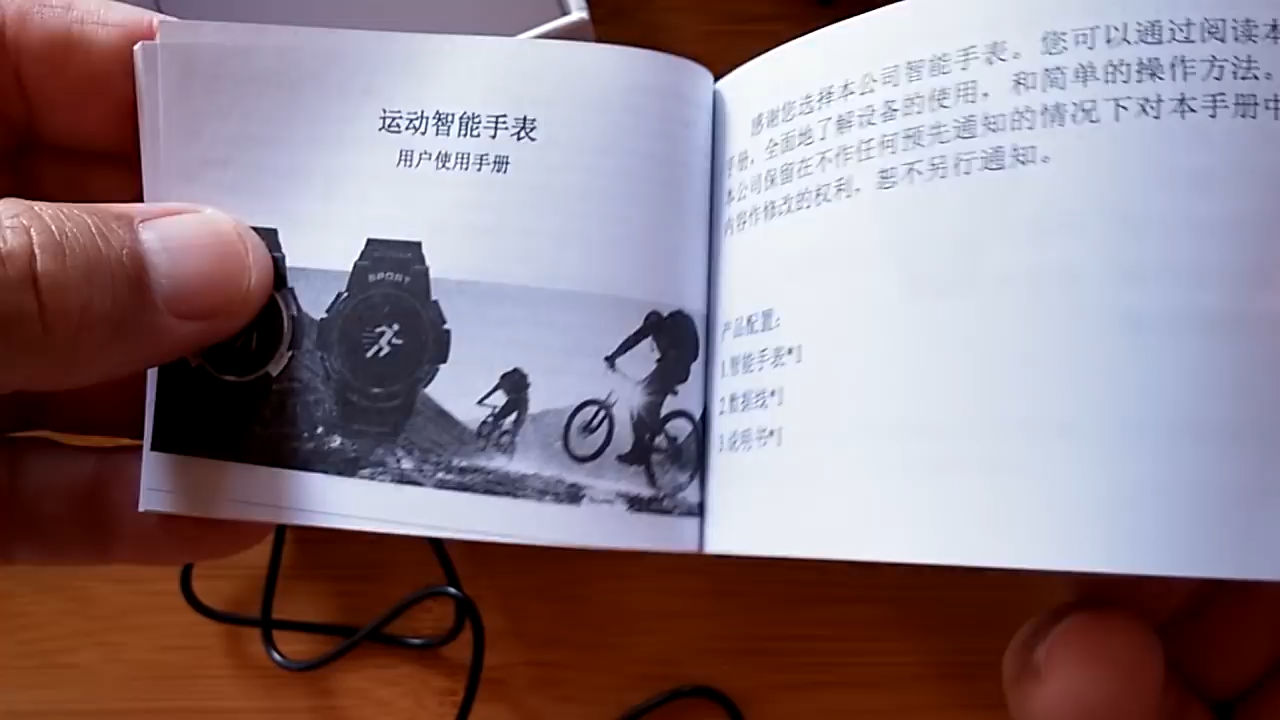 运动智能手表
用户使用手册
SPORT
感谢您选择本公司智能手表。您可以通过阅读本
手册，全面地了解设备的使用，和简单的操作方法。
本公司保留在不作任何预先通知的情况下对本手册中
内容作修改的权利，恕不另行通知。
产品配置：
1.智能手表*1
2.数据线*1
3.说明书*1